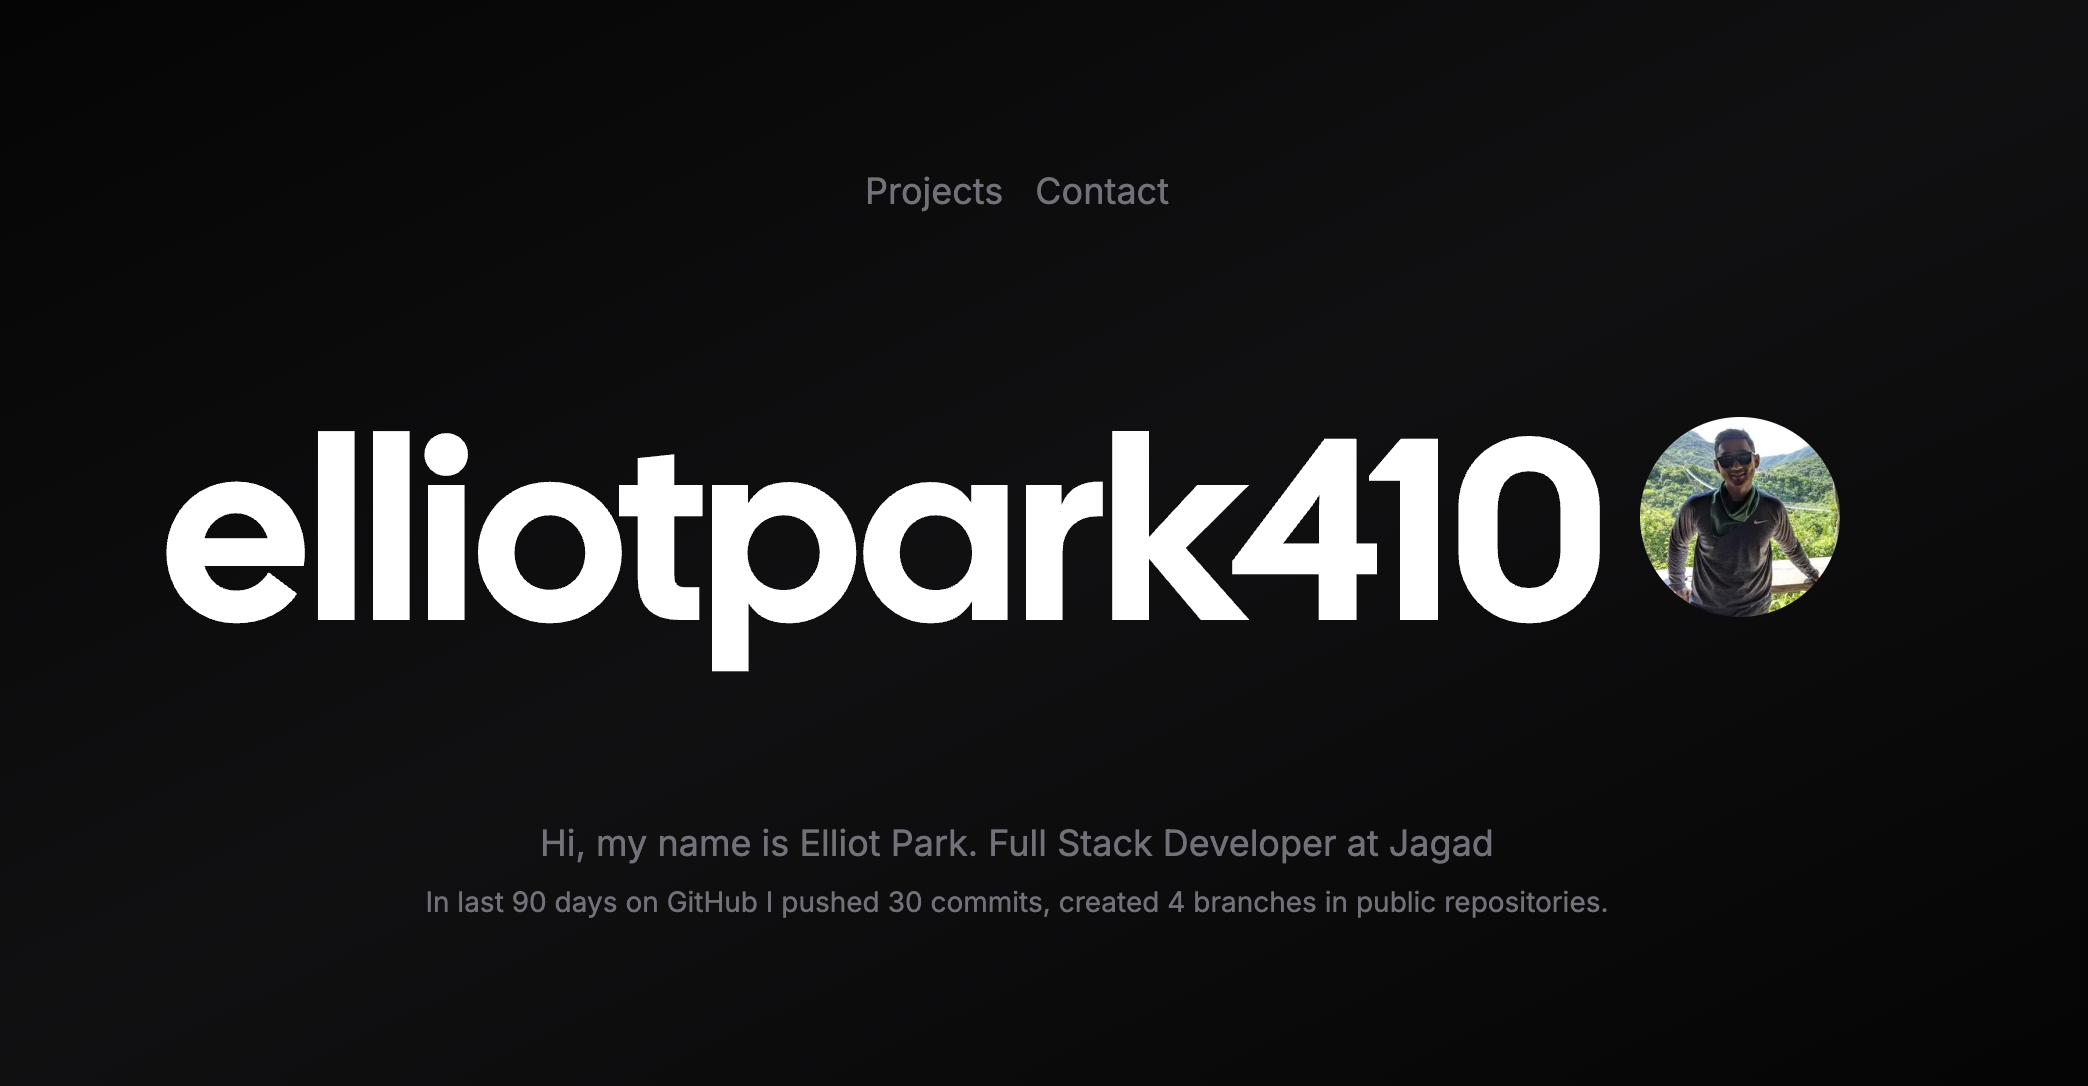 Projects Contact
elliotpark410
Hi, my name is Elliot Park. Full Stack Developer at Jagad
In last 90 days on GitHub I pushed 30 commits, created 4 branches in public repositories.